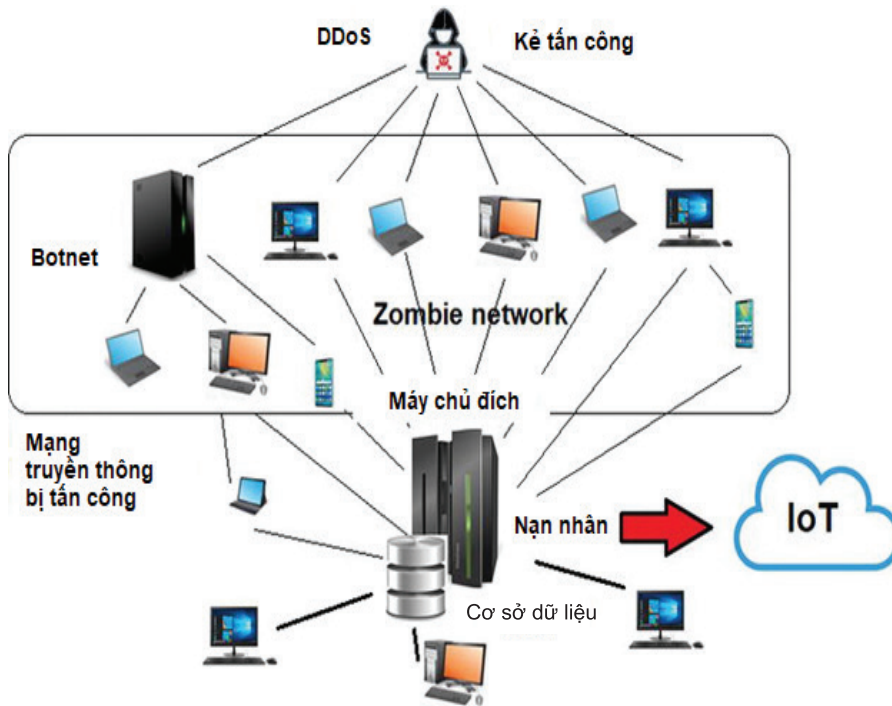 DDoS
Kẻ tấn công
Botnet
Zombie network
Máy chủ đích
Mạng
truyền thông
bị tấn công
Nạn nhân
IoT
Cơ sở dữ liệu